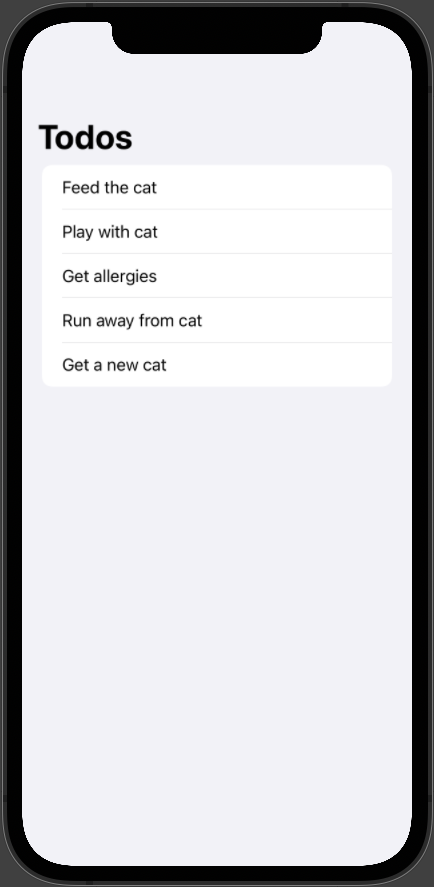 Todos
Feed the cat
Play with cat
Get allergies
Run away from cat
Get a new cat